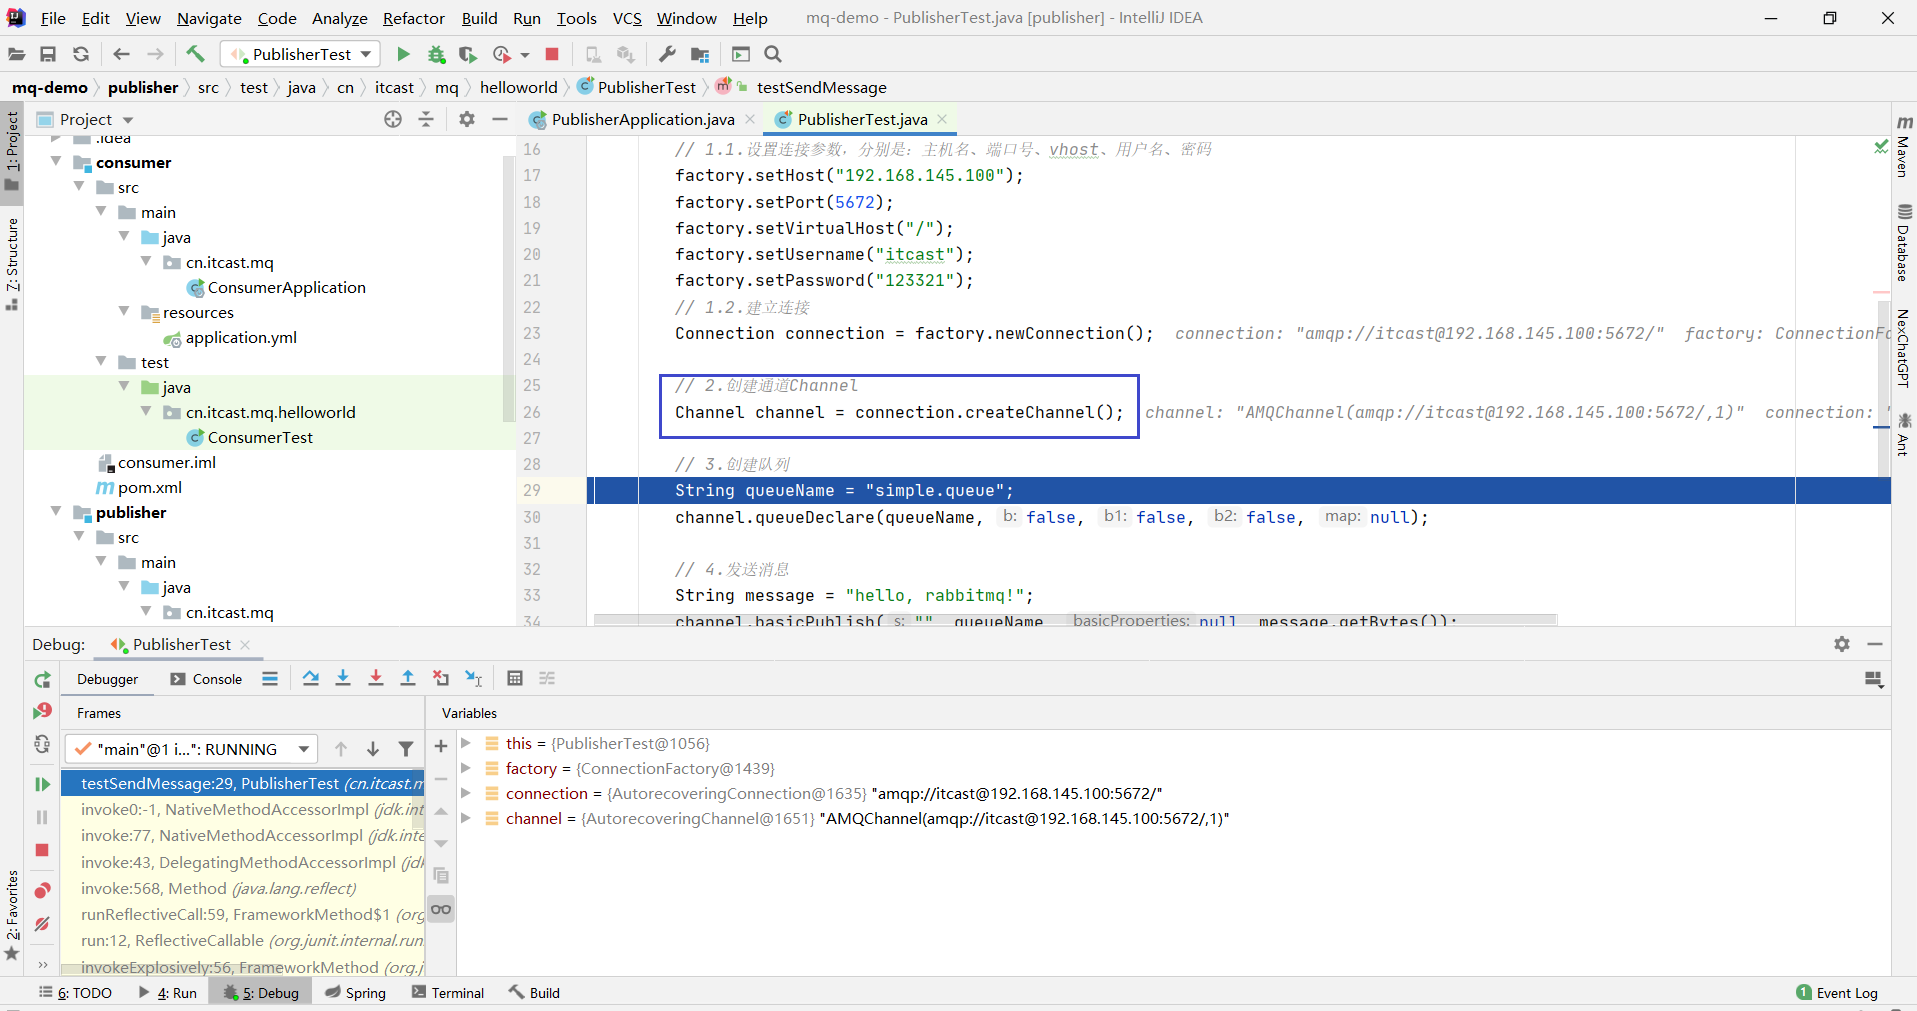 File Edit View Navigate Code Analyze Refactor Build Run Tools VCS Window Help mq-demo - PublisherTest.java [publisher] - IntelliJ IDEA
PublisherTest
mq-demo publisher src test java cn itcast mq helloworld PublisherTest testSendMessage
Project
PublisherApplication.java
PublisherTest.java
1: Project
7: Structure
2: Favorites
.idea
consumer
src
main
java
cn.itcast.mq
ConsumerApplication
resources
application.yml
test
java
cn.itcast.mq.helloworld
ConsumerTest
consumer.iml
pom.xml
publisher
src
main
java
cn.itcast.mq
16 // 1.1.设置连接参数，分别是：主机名、端口号、vhost、用户名、密码
17 factory.setHost("192.168.145.100");
18 factory.setPort(5672);
19 factory.setVirtualHost("/");
20 factory.setUsername("itcast");
21 factory.setPassword("123321");
22 // 1.2.建立连接
23 Connection connection = factory.newConnection(); connection: "amqp://itcast@192.168.145.100:5672/" factory: ConnectionFa
24
25 // 2.创建通道Channel
26 Channel channel = connection.createChannel(); channel: "AMQChannel(amqp://itcast@192.168.145.100:5672/,1)" connection: "
27
28 // 3.创建队列
29 String queueName = "simple.queue";
30 channel.queueDeclare(queueName, b: false, b1: false, b2: false, map: null);
31
32 // 4.发送消息
33 String message = "hello, rabbitmq!";
34 channel.basicPublish( s: "" queueName basicProperties: null message.getBytes());
m
Maven
Database
NexChatGPT
Ant
Debug: PublisherTest
Debugger Console
Frames
"main"@1 i...": RUNNING
testSendMessage:29, PublisherTest (cn.itcast.m
invoke0:-1, NativeMethodAccessorImpl (jdk.int
invoke:77, NativeMethodAccessorImpl (jdk.inte
invoke:43, DelegatingMethodAccessorImpl (jdk
invoke:568, Method (java.lang.reflect)
runReflectiveCall:59, FrameworkMethod$1 (org
run:12, ReflectiveCallable (org.junit.internal.run
invokeExplosively:56, FrameworkMethod (org.j
Variables
this = {PublisherTest@1056}
factory = {ConnectionFactory@1439}
connection = {AutorecoveringConnection@1635} "amqp://itcast@192.168.145.100:5672/"
channel = {AutorecoveringChannel@1651} "AMQChannel(amqp://itcast@192.168.145.100:5672/,1)"
6: TODO 4: Run 5: Debug Spring Terminal Build 1 Event Log